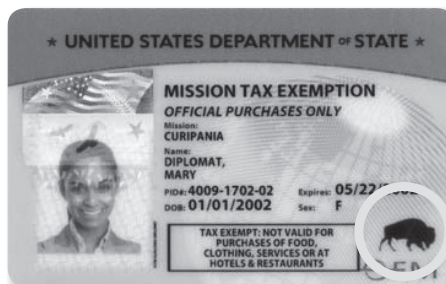 ★ UNITED STATES DEPARTMENT OF STATE ★
MISSION TAX EXEMPTION
OFFICIAL PURCHASES ONLY
Mission:
CURIPANIA
Name:
DIPLOMAT,
MARY
PID#: 4009-1702-02 Expires: 05/22/
DOB: 01/01/2002 Sex: F
TAX EXEMPT: NOT VALID FOR
PURCHASES OF FOOD,
CLOTHING, SERVICES OR AT
HOTELS & RESTAURANTS
OFM